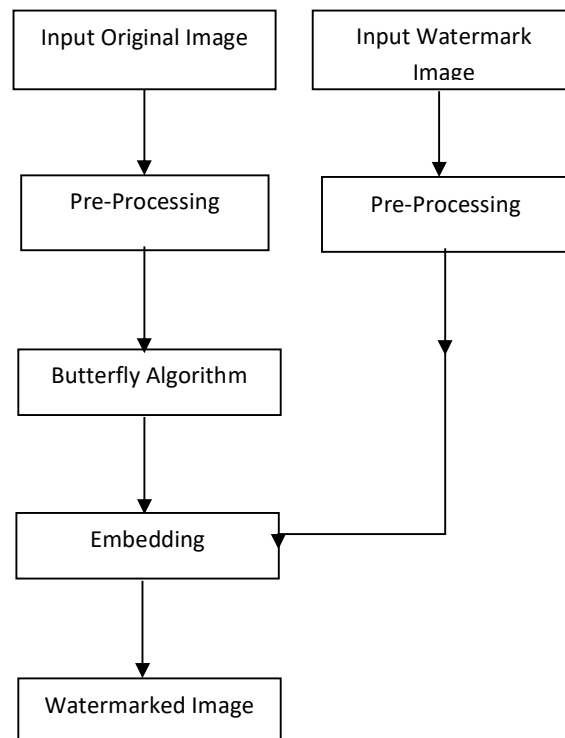 Input Original Image
Input Watermark
Image
Pre-Processing
Pre-Processing
Butterfly Algorithm
Embedding
Watermarked Image